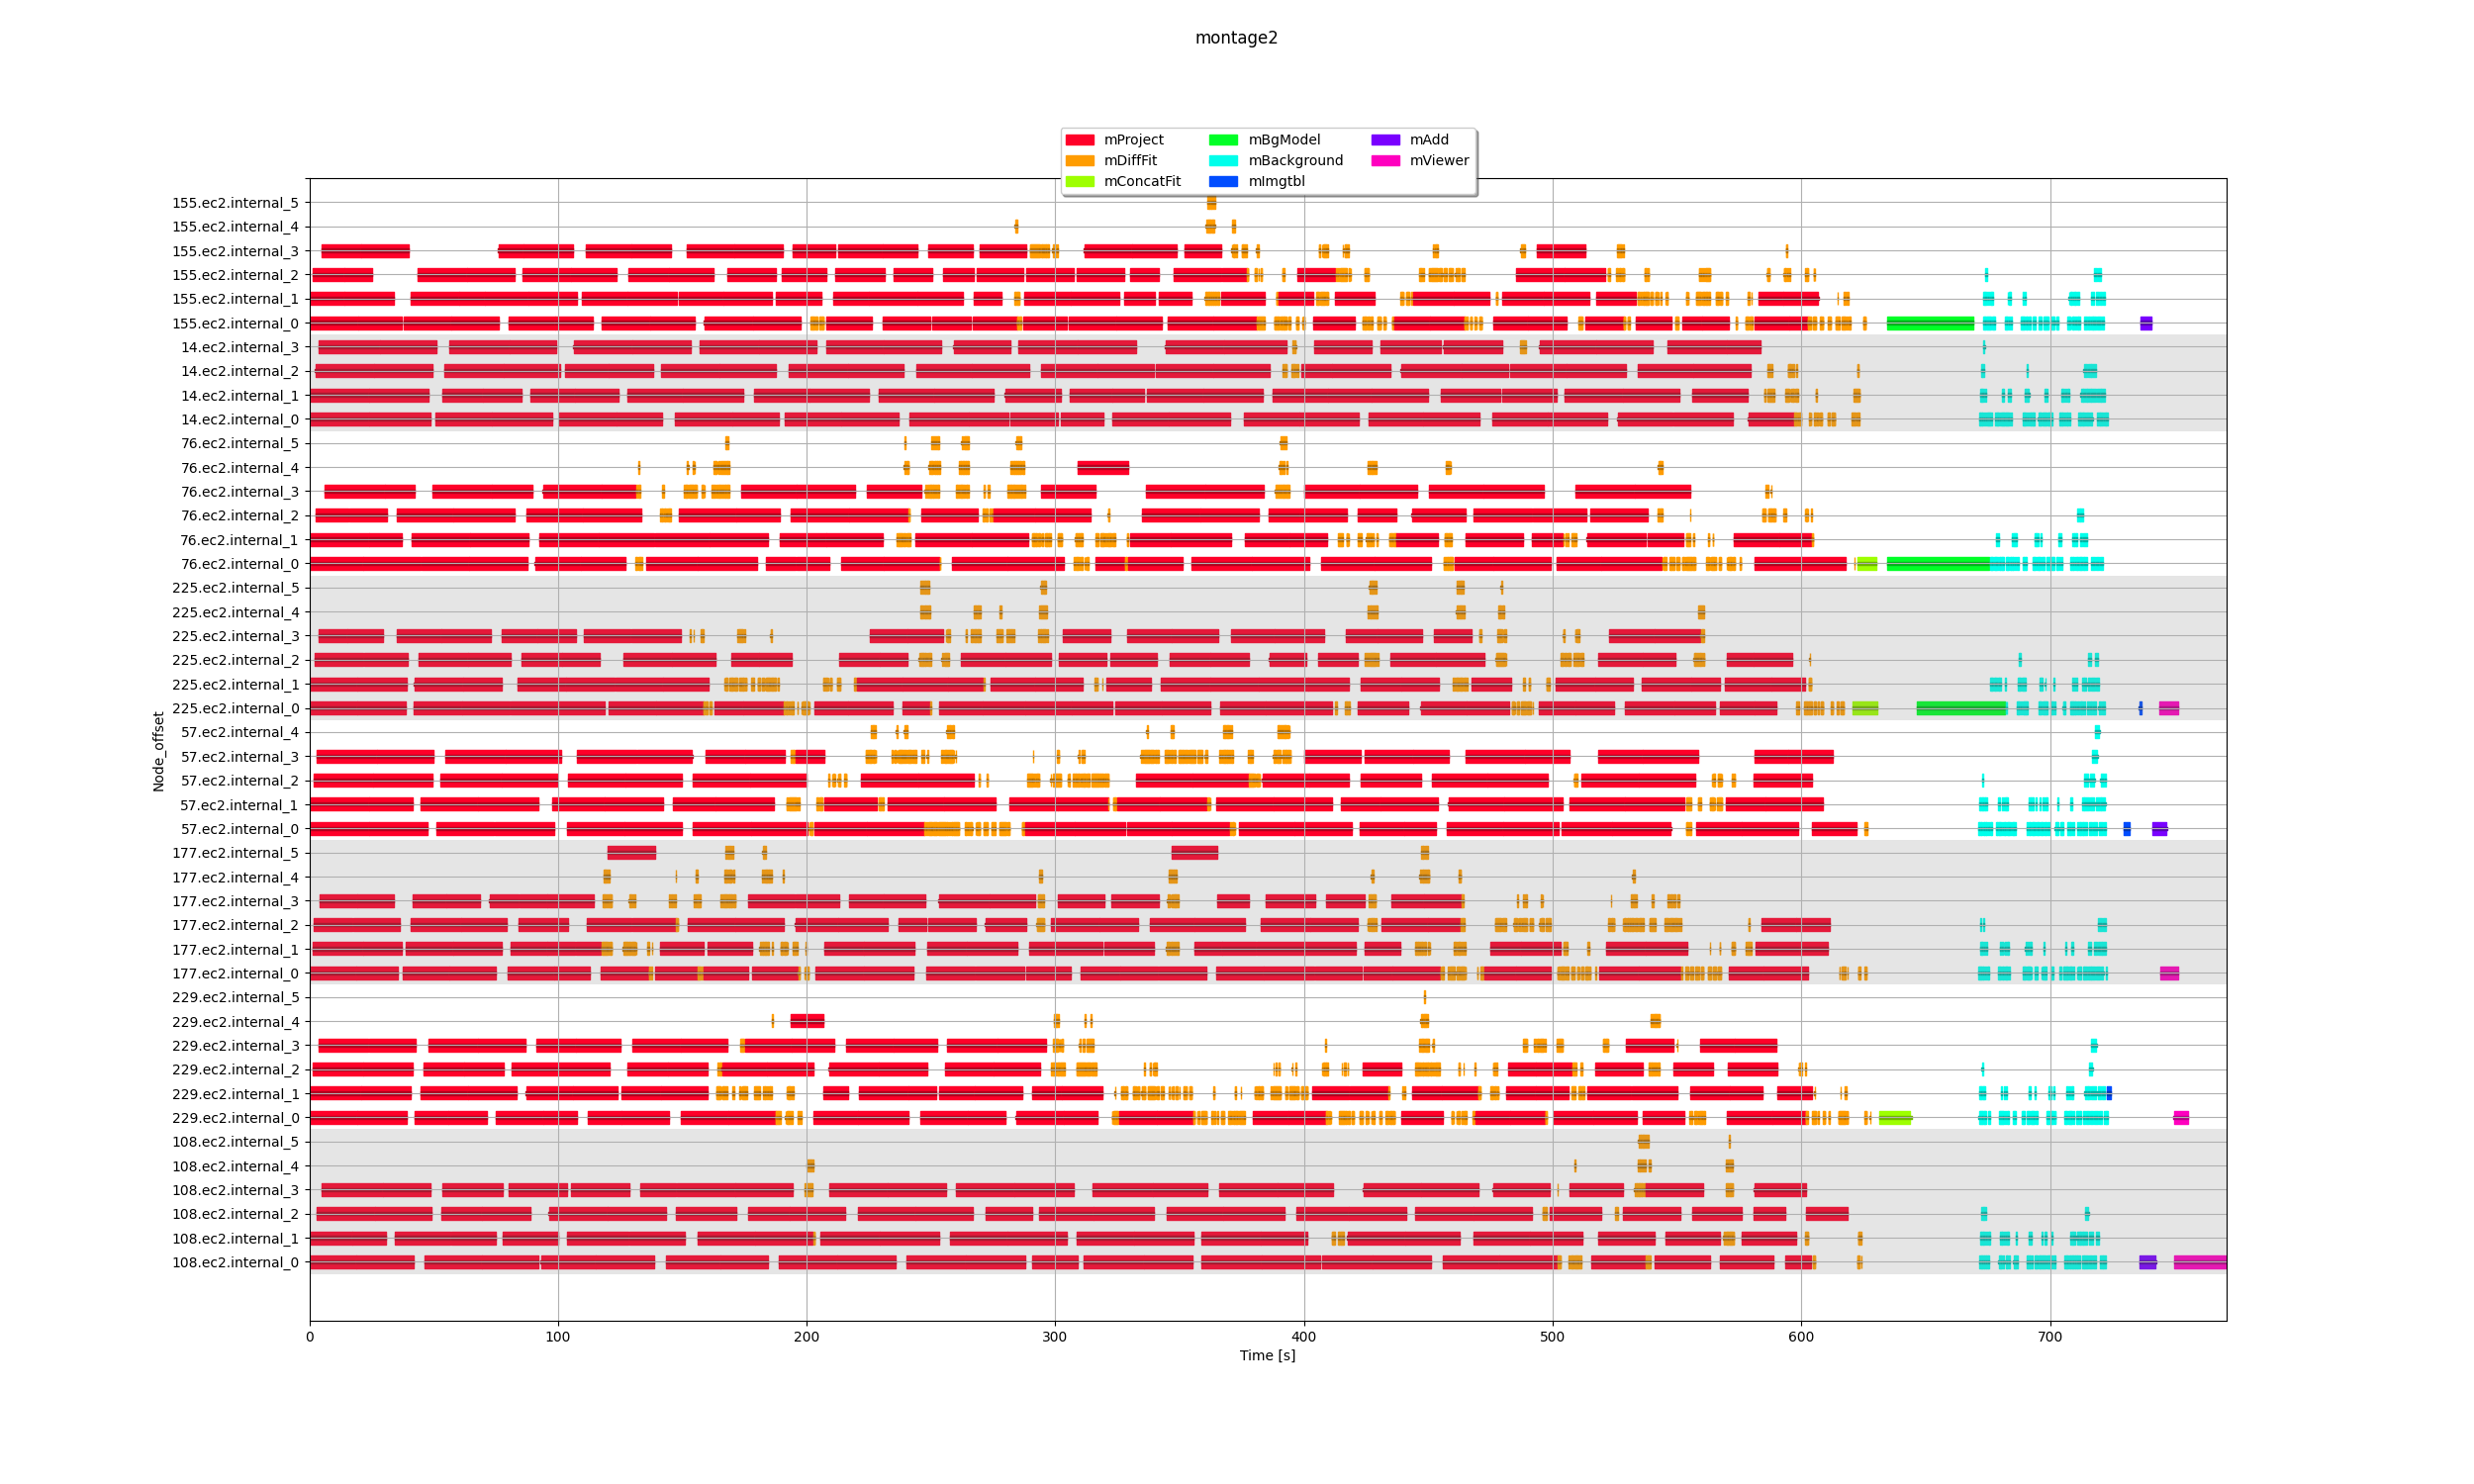 montage2
mProject
mDiffFit
mConcatFit
mBgModel
mBackground
mImgtbl
mAdd
mViewer
155.ec2.internal_5
155.ec2.internal_4
155.ec2.internal_3
155.ec2.internal_2
155.ec2.internal_1
155.ec2.internal_0
14.ec2.internal_3
14.ec2.internal_2
14.ec2.internal_1
14.ec2.internal_0
76.ec2.internal_5
76.ec2.internal_4
76.ec2.internal_3
76.ec2.internal_2
76.ec2.internal_1
76.ec2.internal_0
225.ec2.internal_5
225.ec2.internal_4
225.ec2.internal_3
225.ec2.internal_2
225.ec2.internal_1
225.ec2.internal_0
57.ec2.internal_4
57.ec2.internal_3
57.ec2.internal_2
57.ec2.internal_1
57.ec2.internal_0
177.ec2.internal_5
177.ec2.internal_4
177.ec2.internal_3
177.ec2.internal_2
177.ec2.internal_1
177.ec2.internal_0
229.ec2.internal_5
229.ec2.internal_4
229.ec2.internal_3
229.ec2.internal_2
229.ec2.internal_1
229.ec2.internal_0
108.ec2.internal_5
108.ec2.internal_4
108.ec2.internal_3
108.ec2.internal_2
108.ec2.internal_1
108.ec2.internal_0
Node_offset
0 100 200 300 400 500 600 700
Time [s]